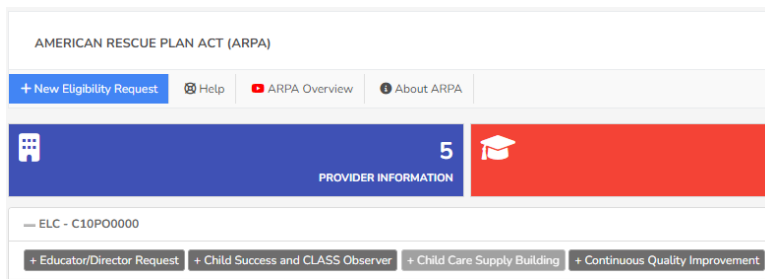 AMERICAN RESCUE PLAN ACT (ARPA)
+ New Eligibility Request Help ARPA Overview About ARPA
5
PROVIDER INFORMATION
— ELC - C10PO0000
+ Educator/Director Request + Child Success and CLASS Observer + Child Care Supply Building + Continuous Quality Improvement